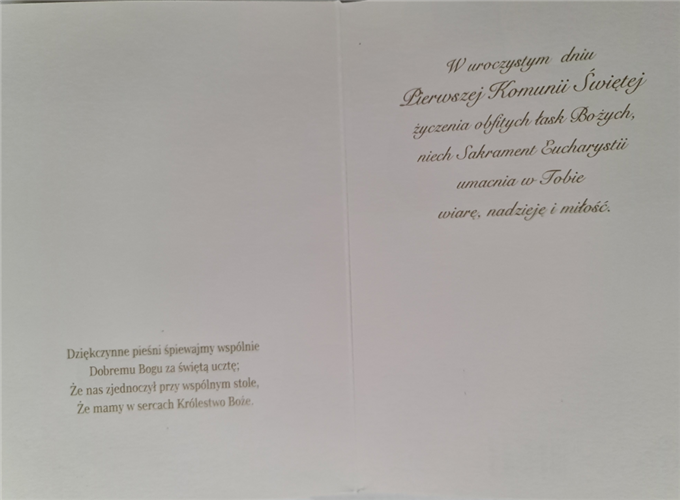 Dziękczynne pieśni śpiewajmy wspólnie
Dobremu Bogu za świętą ucztę;
Że nas zjednoczył przy wspólnym stole,
Że mamy w sercach Królestwo Boże.
W uroczystym dniu
Pierwszej Komunii Świętej
życzenia obfitych łask Bożych,
niech Sakrament Eucharystii
umacnia w Tobie
wiarę, nadzieję i miłość.